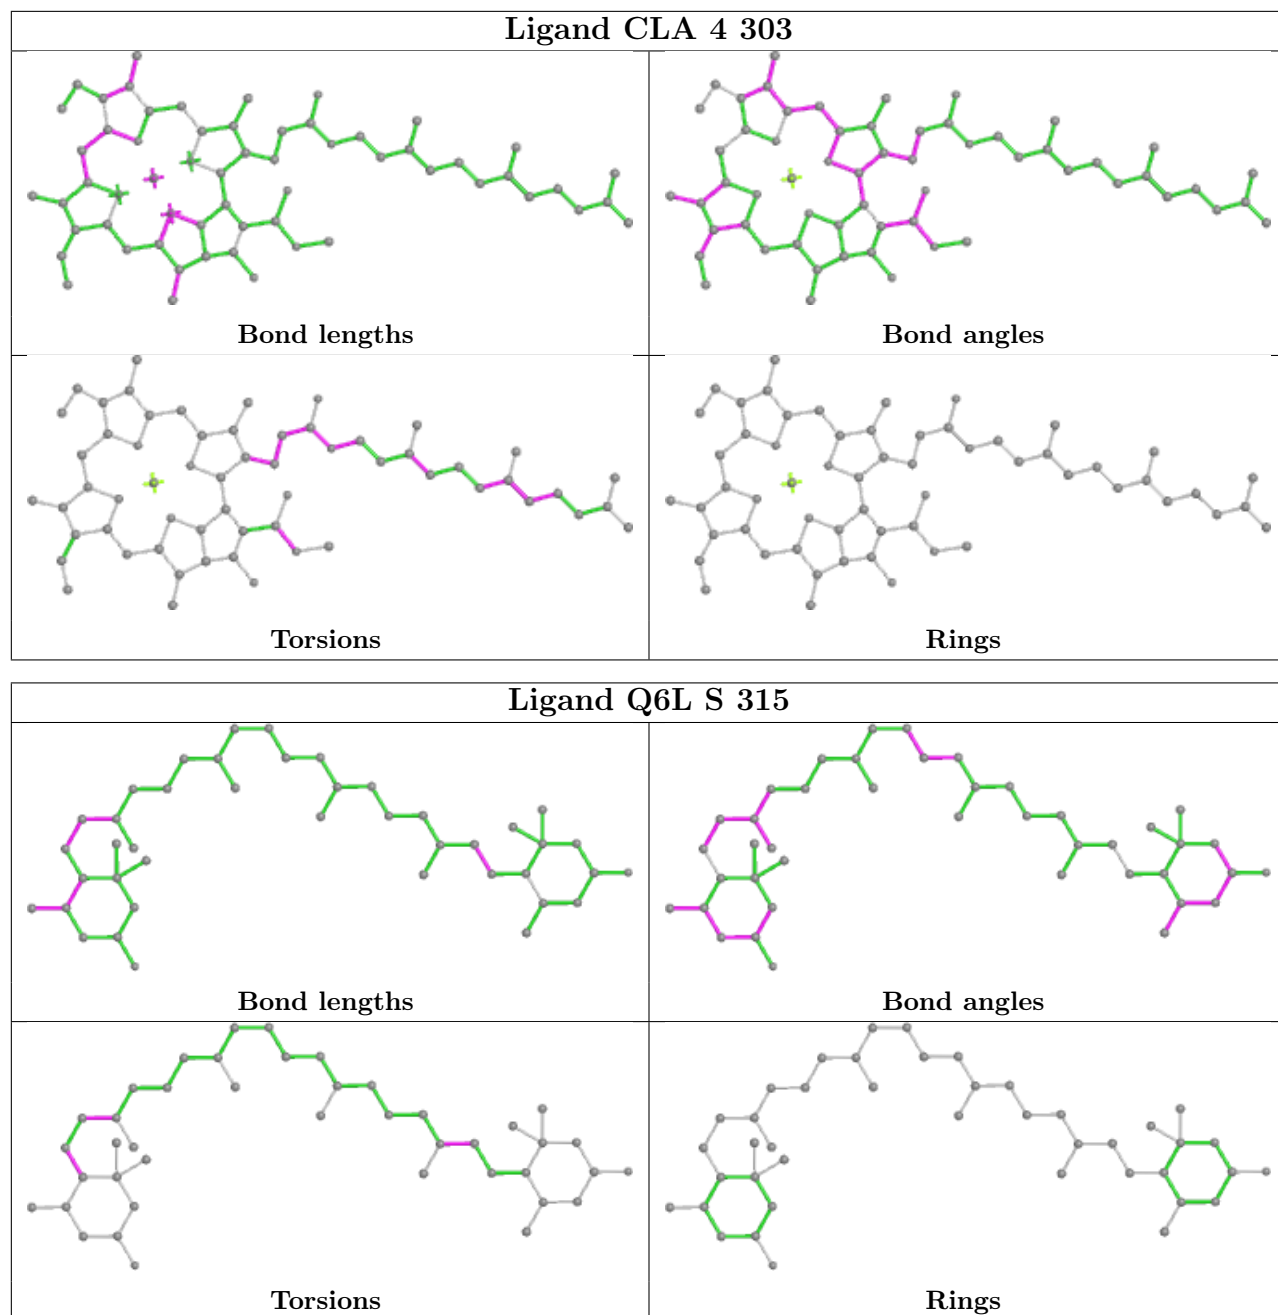 Ligand CLA 4 303
Bond lengths
Bond angles
Torsions
Rings
Ligand Q6L S 315
Bond lengths
Bond angles
Torsions
Rings